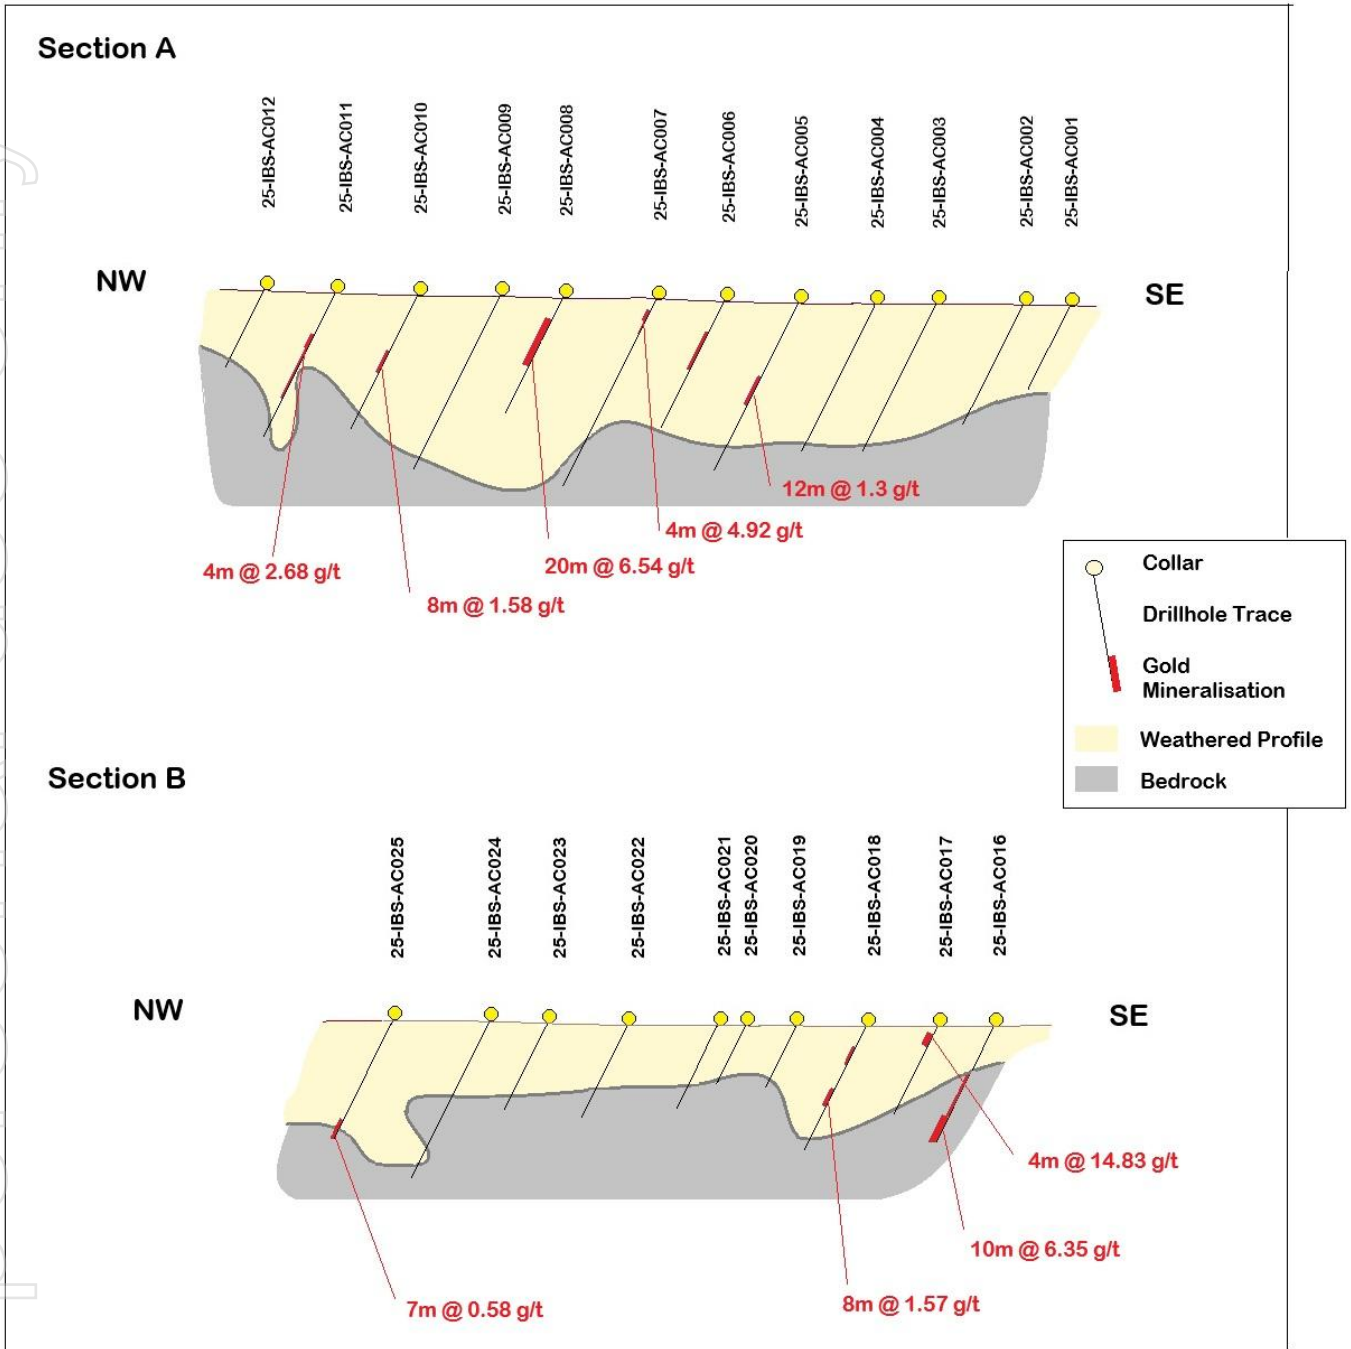 Section A
25-IBS-AC012
25-IBS-AC011
25-IBS-AC010
25-IBS-AC009
25-IBS-AC008
25-IBS-AC007
25-IBS-AC006
25-IBS-AC005
25-IBS-AC004
25-IBS-AC003
25-IBS-AC002
25-IBS-AC001
NW
SE
12m @ 1.3 g/t
4m @ 4.92 g/t
20m @ 6.54 g/t
4m @ 2.68 g/t
8m @ 1.58 g/t
Collar
Drillhole Trace
Gold
Mineralisation
Weathered Profile
Bedrock
Section B
25-IBS-AC025
25-IBS-AC024
25-IBS-AC023
25-IBS-AC022
25-IBS-AC021
25-IBS-AC020
25-IBS-AC019
25-IBS-AC018
25-IBS-AC017
25-IBS-AC016
NW
SE
4m @ 14.83 g/t
10m @ 6.35 g/t
8m @ 1.57 g/t
7m @ 0.58 g/t